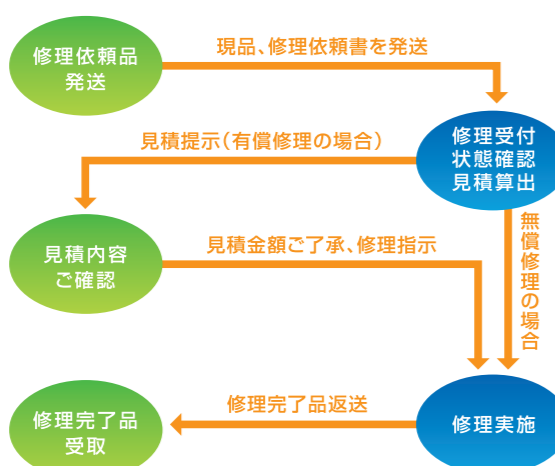 修理依頼品
発送
現品、修理依頼書を発送
修理受付
状態確認
見積算出
見積提示（有償修理の場合）
見積内容
ご確認
見積金額ご了承、修理指示
無償修理の場合
修理完了品
受取
修理完了品返送
修理実施